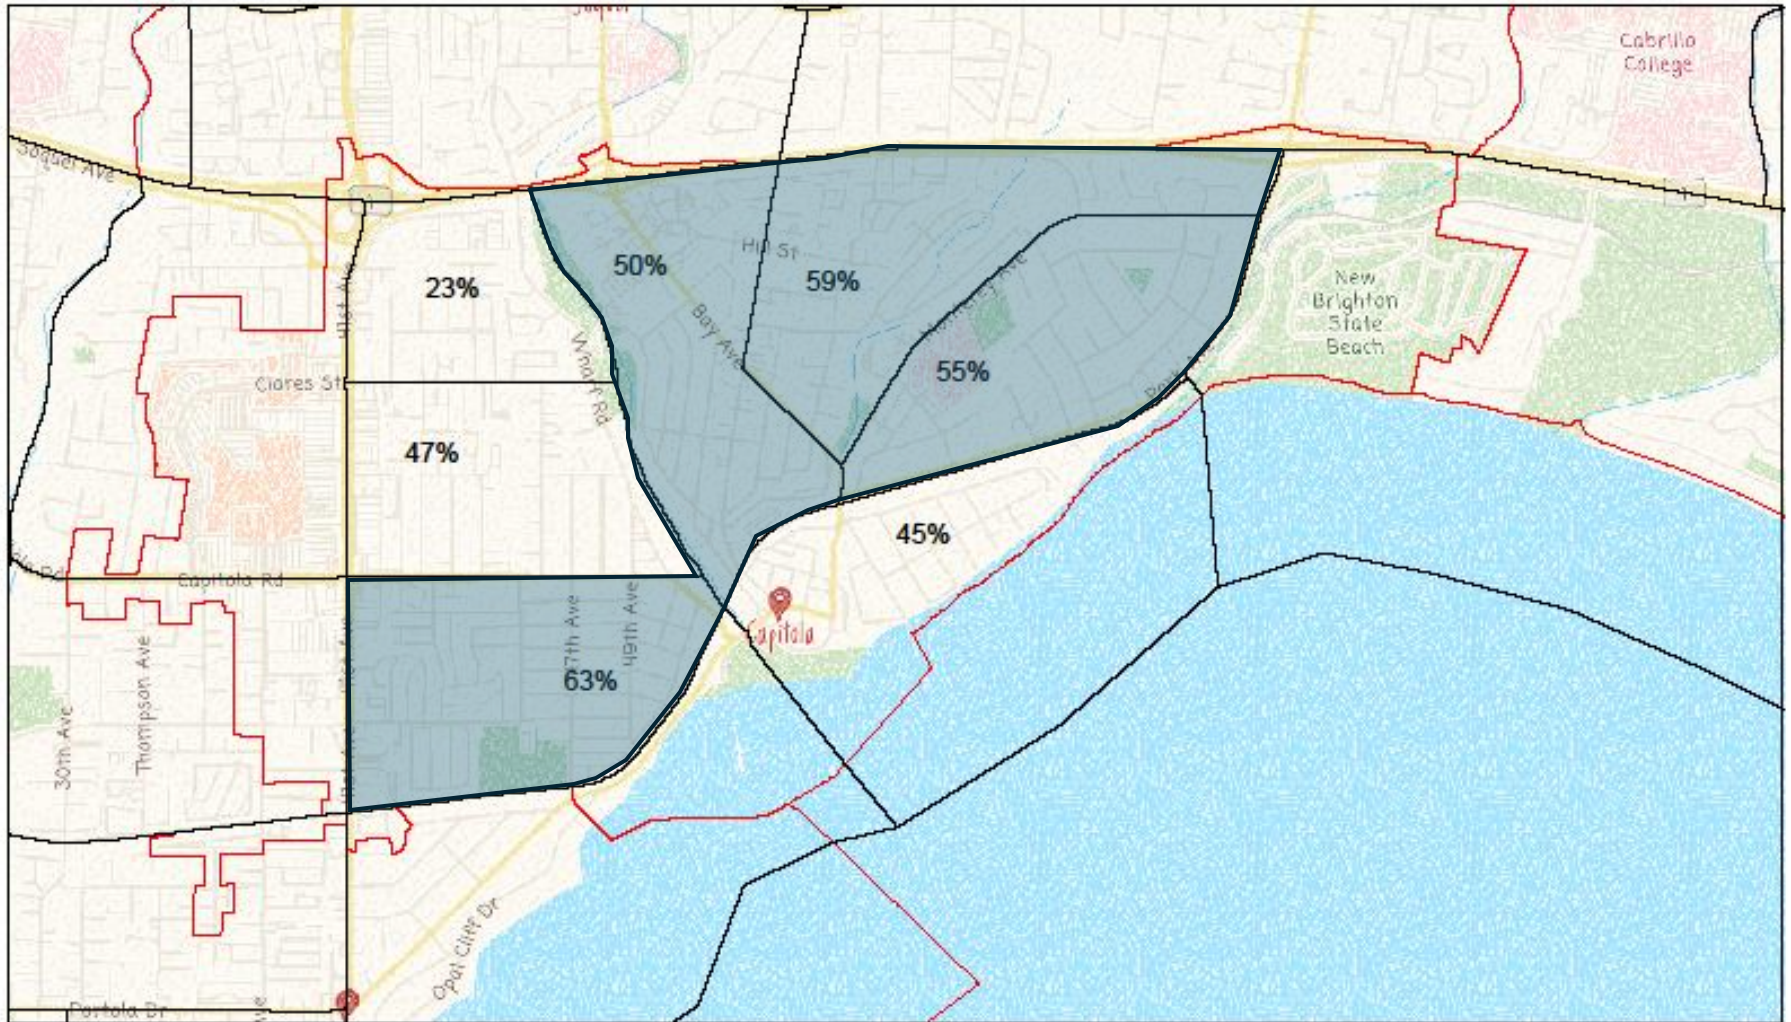 Cabrillo
College
Soquel Ave
1
1
Hill St
50%
59%
23%
41st Ave
New
Brighton
State
Beach
Bay Ave
Wharf Rd
Clares St
55%
47%
45%
Capitola Rd
47th Ave
49th Ave
Capitola
63%
Thompson Ave
30th Ave
Opal Cliff Dr
Portola Dr